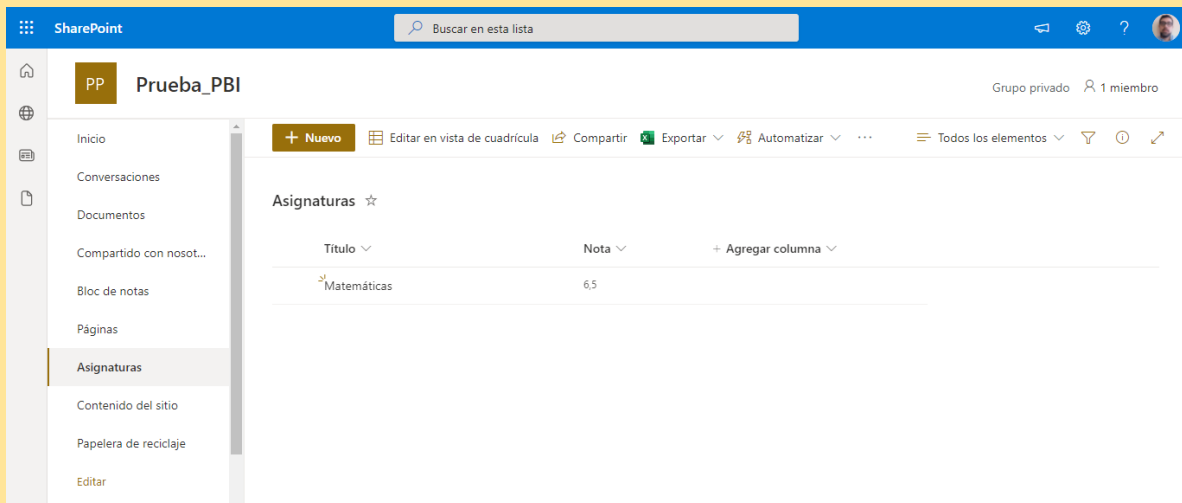 SharePoint
Buscar en esta lista
?
PP
Prueba_PBI
Grupo privado 1 miembro
Inicio
Conversaciones
Documentos
Compartido con nosot...
Bloc de notas
Páginas
Asignaturas
Contenido del sitio
Papelera de reciclaje
Editar
+ Nuevo Editar en vista de cuadrícula Compartir Exportar Automatizar ... Todos los elementos
Asignaturas
Título Nota + Agregar columna
Matemáticas 6,5